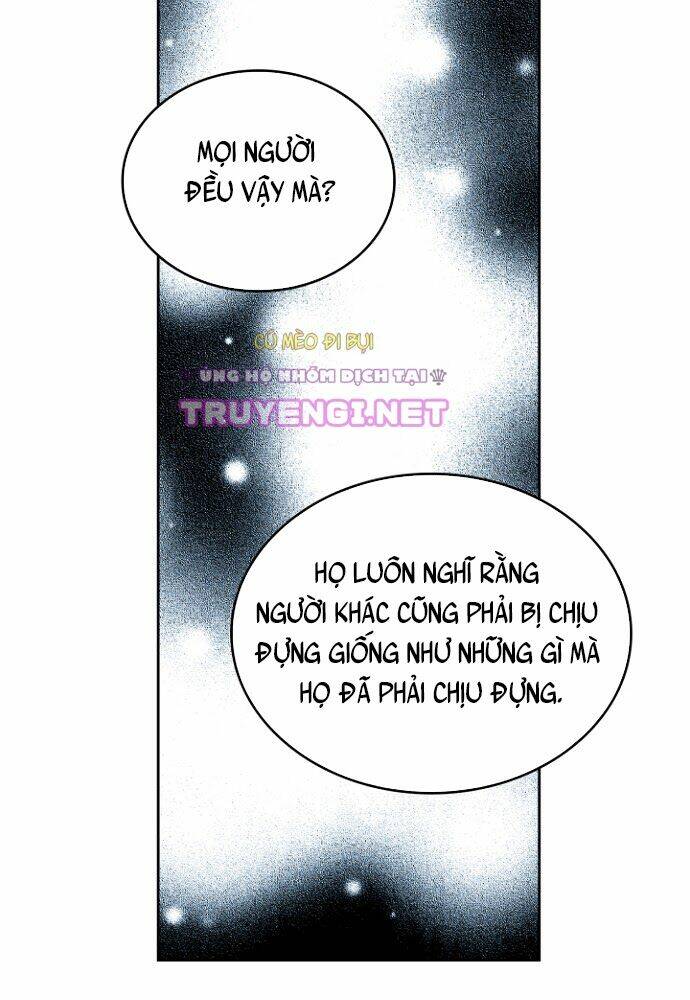 MỌI NGƯỜI
ĐỀU VẬY MÀ?
CÚ MÈO ĐI BỤI
ỦNG HỘ NHÓM DỊCH TẠI
TRUYENGI.NET
HỌ LUÔN NGHĨ RẰNG
NGƯỜI KHÁC CŨNG PHẢI BỊ CHỊU
ĐỰNG GIỐNG NHƯ NHỮNG GÌ MÀ
HỌ ĐÃ PHẢI CHỊU ĐỰNG.